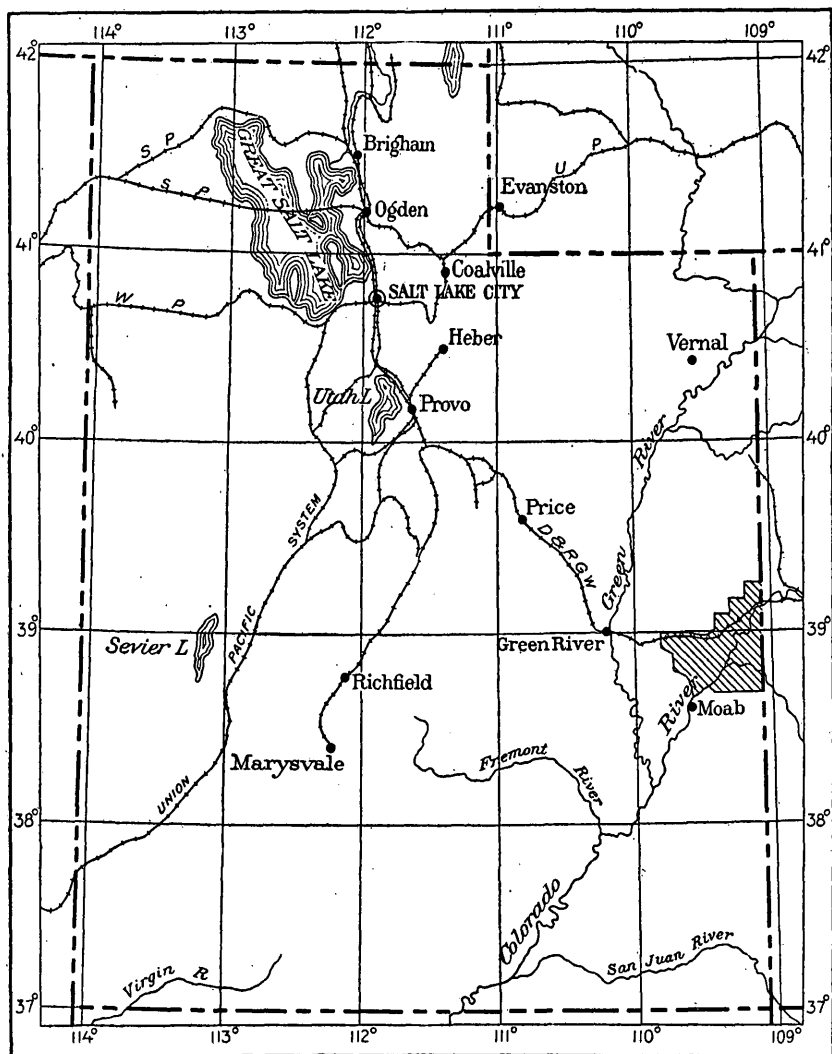 114° 113° 112° 111° 110° 109°
42° 42°
S P
Brigham
U P
GREAT SALT LAKE
Evanston
S P
Ogden
41° 41°
Coalville
W P
SALT LAKE CITY
Heber
Vernal
Utah L
Provo
40° 40°
River
Price
SYSTEM
D & R G W
Green
39° 39°
Sevier L
PACIFIC
Green River
Richfield
River
Moab
Marysvale
Fremont
River
UNION
38° 38°
Colorado
Virgin R
San Juan River
37° 37°
114° 113° 112° 111° 110° 109°